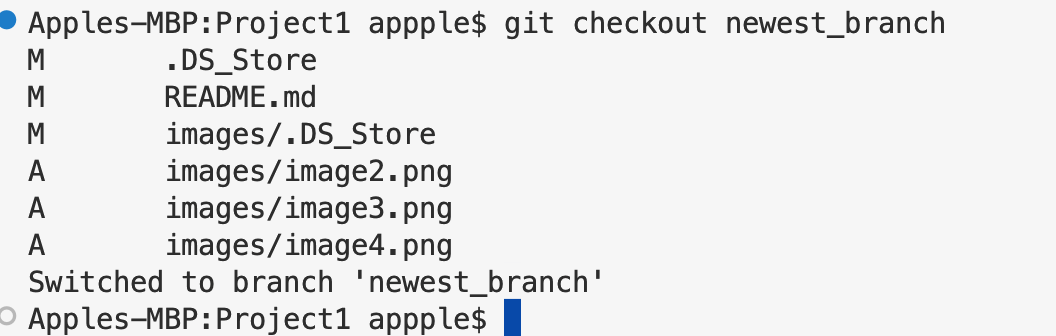 Apples-MBP:Project1 appple$ git checkout newest_branch
M       .DS_Store
M       README.md
M       images/.DS_Store
A       images/image2.png
A       images/image3.png
A       images/image4.png
Switched to branch 'newest_branch'
Apples-MBP:Project1 appple$